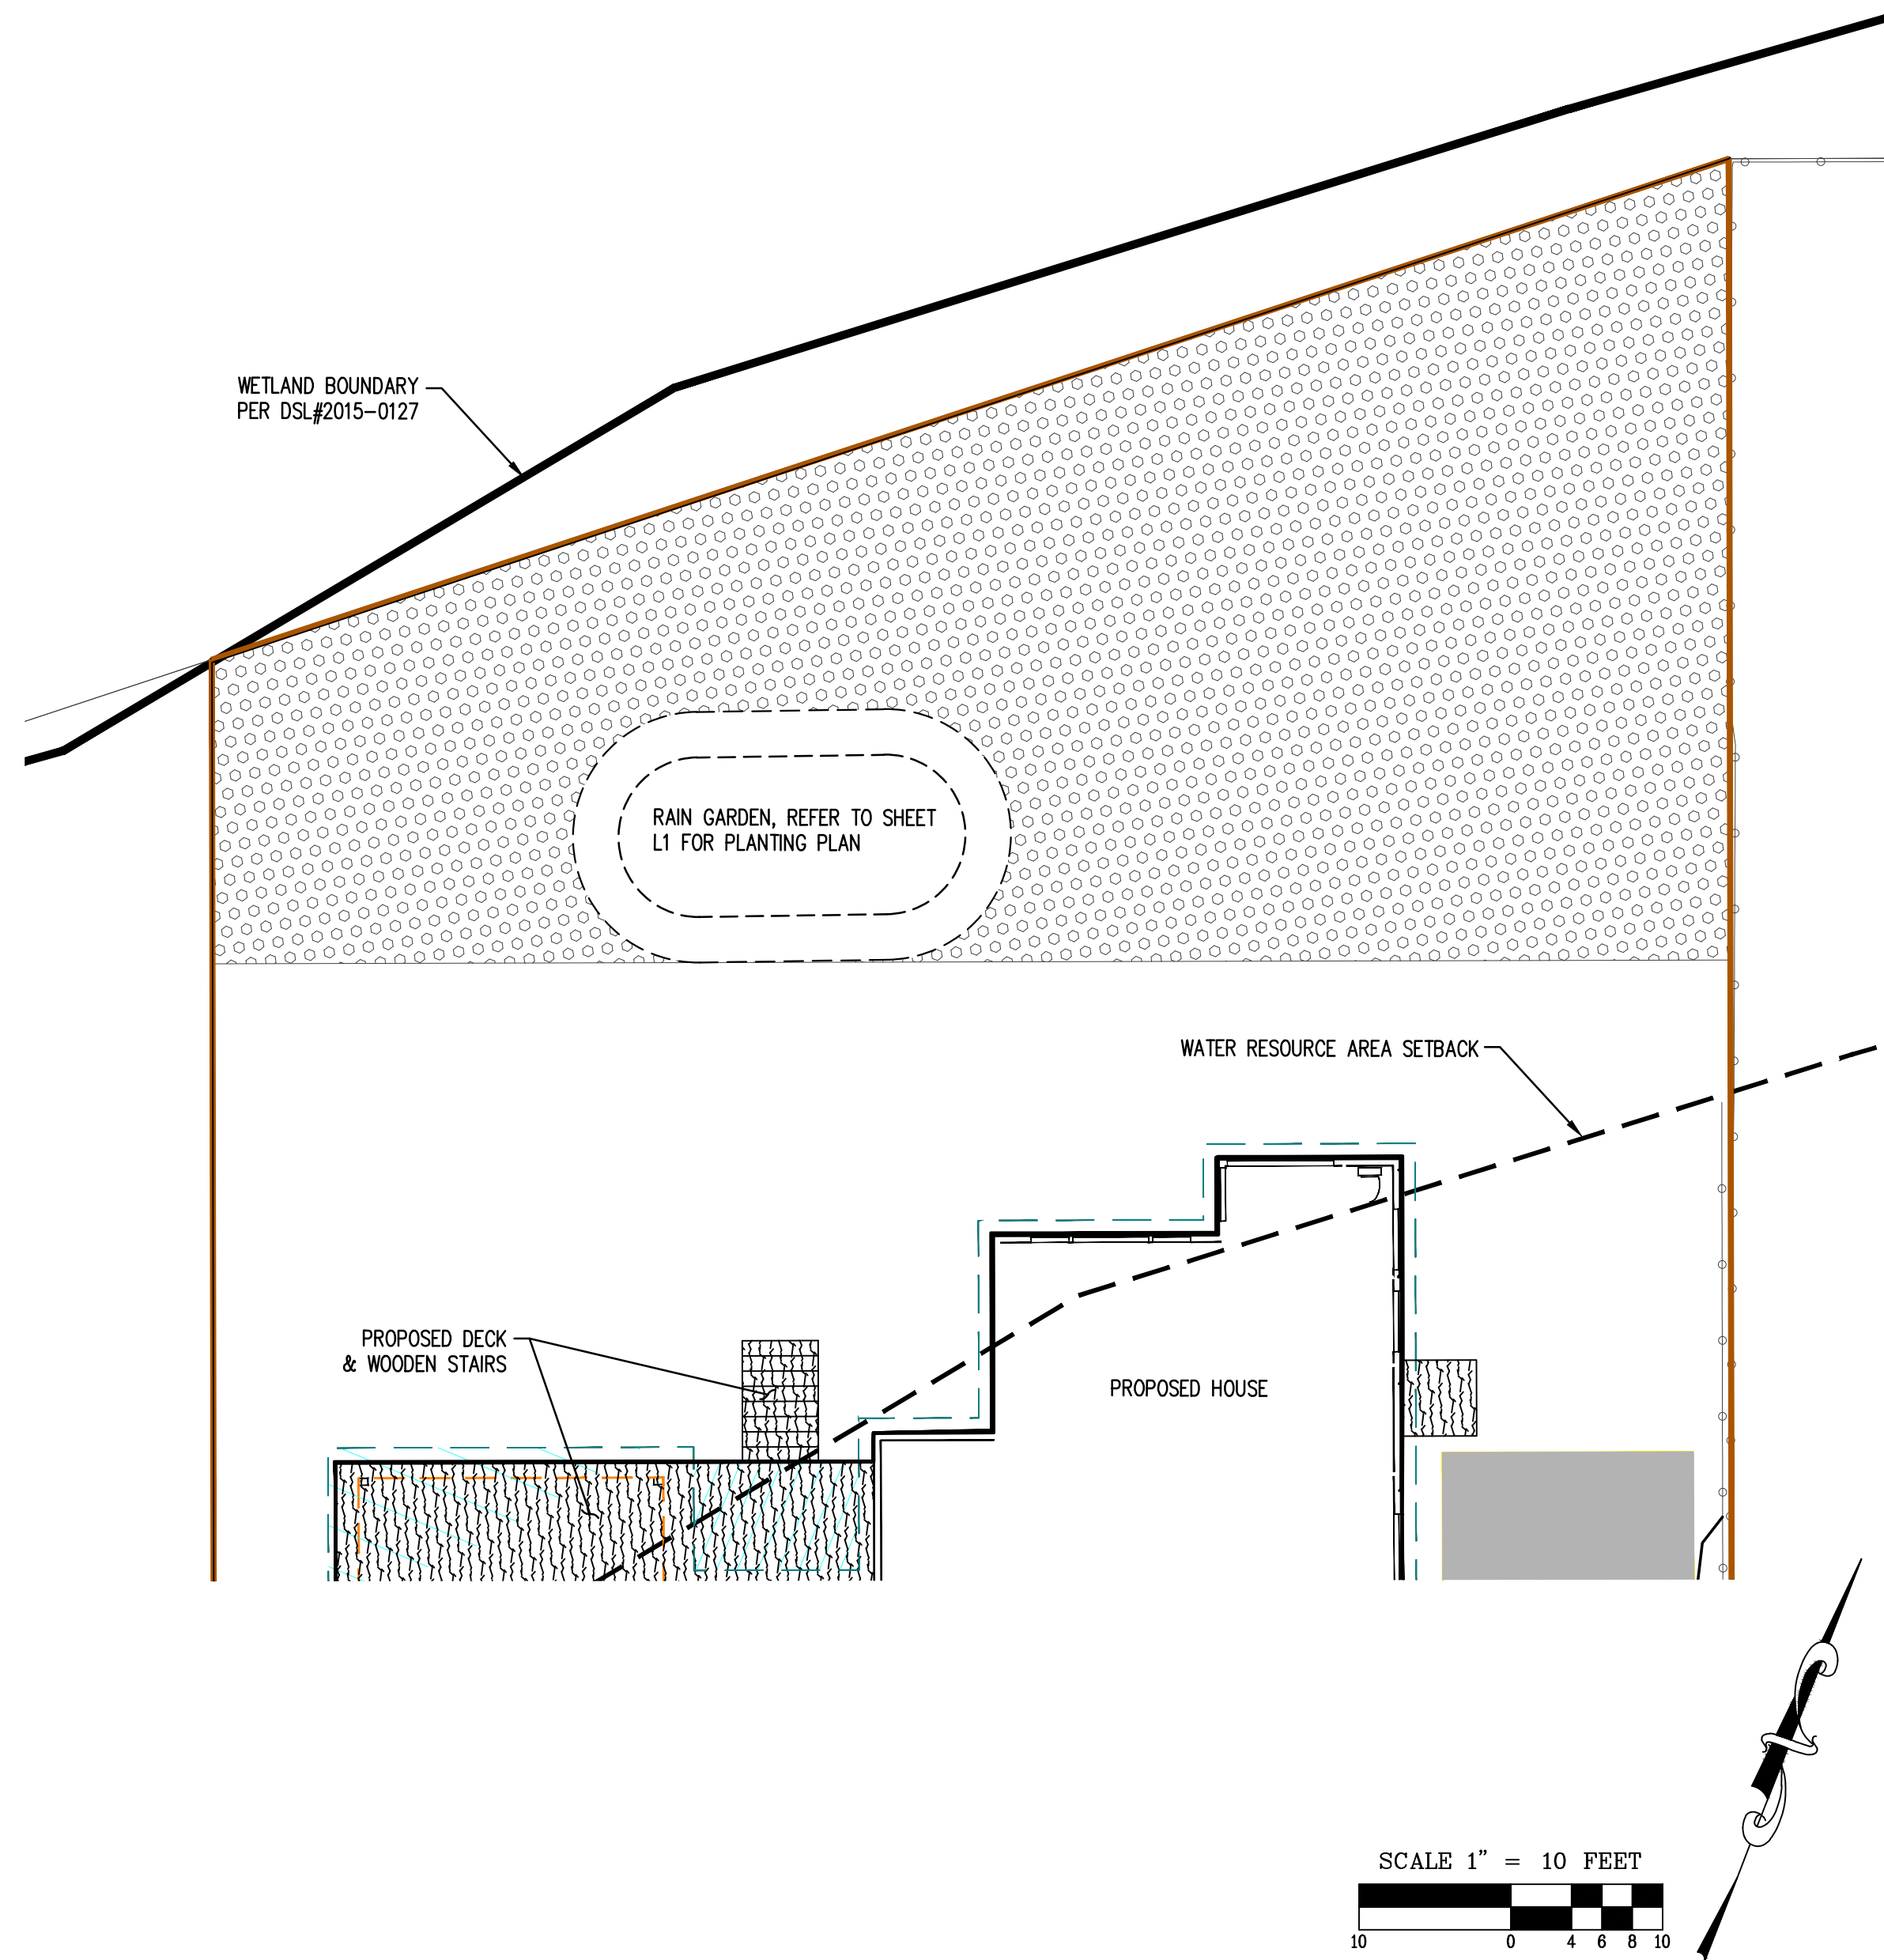 WETLAND BOUNDARY
PER DSL#2015-0127
RAIN GARDEN, REFER TO SHEET
L1 FOR PLANTING PLAN
WATER RESOURCE AREA SETBACK
PROPOSED DECK
& WOODEN STAIRS
PROPOSED HOUSE
SCALE 1" = 10 FEET
10 0 4 6 8 10